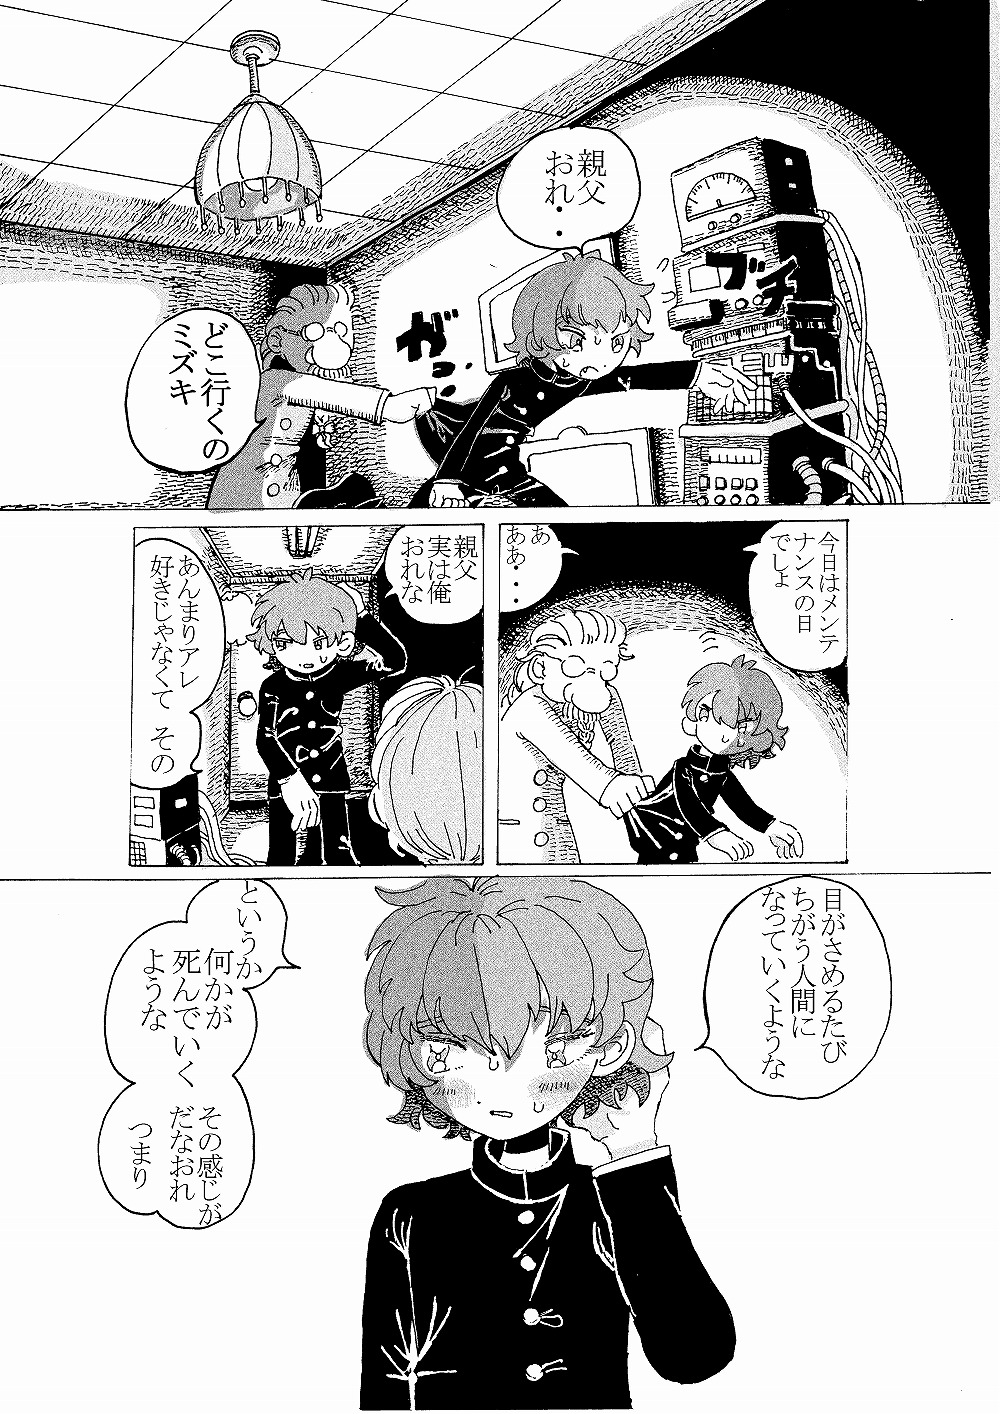 親父
おれ・・
ブチ
ガッ・・
どこ行くの
ミズキ
今日はメンテ
ナンスの日
でしょ
あ
ああ・・
親父
実は俺
おれな
あんまりアレ
好きじゃなくて その
目がさめるたび
ちがう人間に
なっていくような
というか
何かが
死んでいく
ような
その感じが
だなおれ
つまり